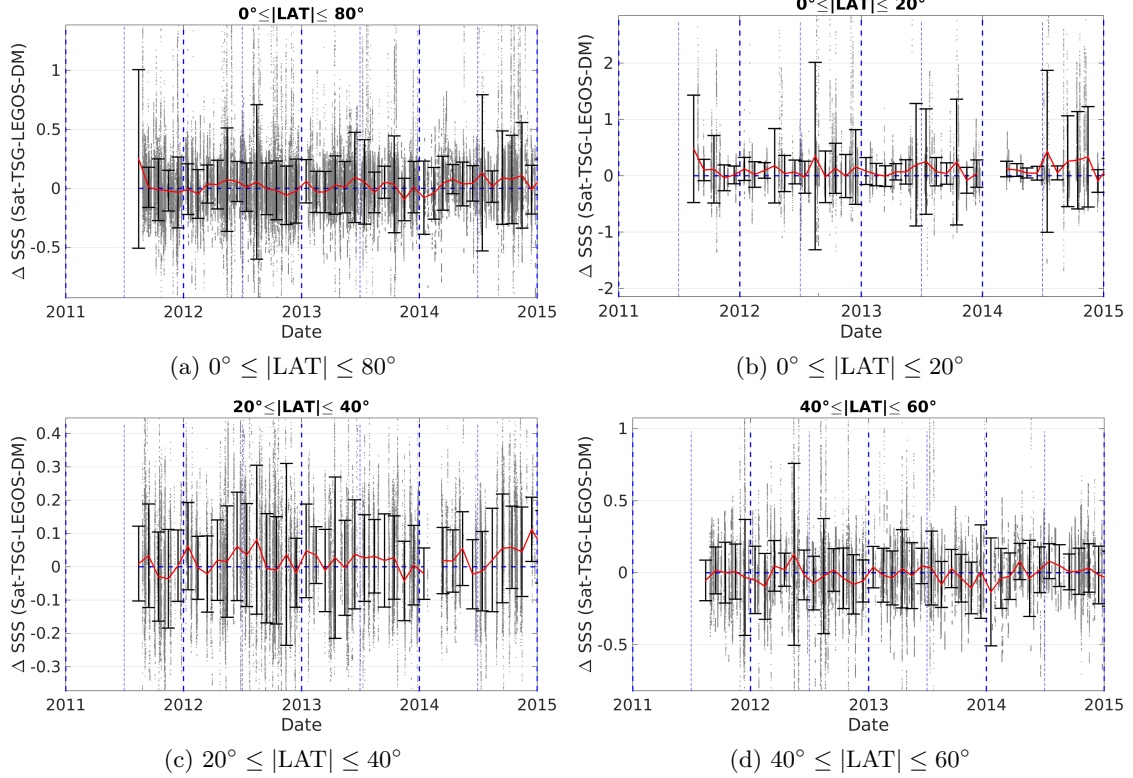 0°≤|LAT|≤ 80°
Δ SSS (Sat-TSG-LEGOS-DM)
1
0.5
0
-0.5
2011 2012 2013 2014 2015
Date
(a) 0° ≤ |LAT| ≤ 80°
0°≤|LAT|≤ 20°
Δ SSS (Sat-TSG-LEGOS-DM)
2
1
0
-1
-2
2011 2012 2013 2014 2015
Date
(b) 0° ≤ |LAT| ≤ 20°
20°≤|LAT|≤ 40°
Δ SSS (Sat-TSG-LEGOS-DM)
0.4
0.3
0.2
0.1
0
-0.1
-0.2
-0.3
2011 2012 2013 2014 2015
Date
(c) 20° ≤ |LAT| ≤ 40°
40°≤|LAT|≤ 60°
Δ SSS (Sat-TSG-LEGOS-DM)
1
0.5
0
-0.5
2011 2012 2013 2014 2015
Date
(d) 40° ≤ |LAT| ≤ 60°